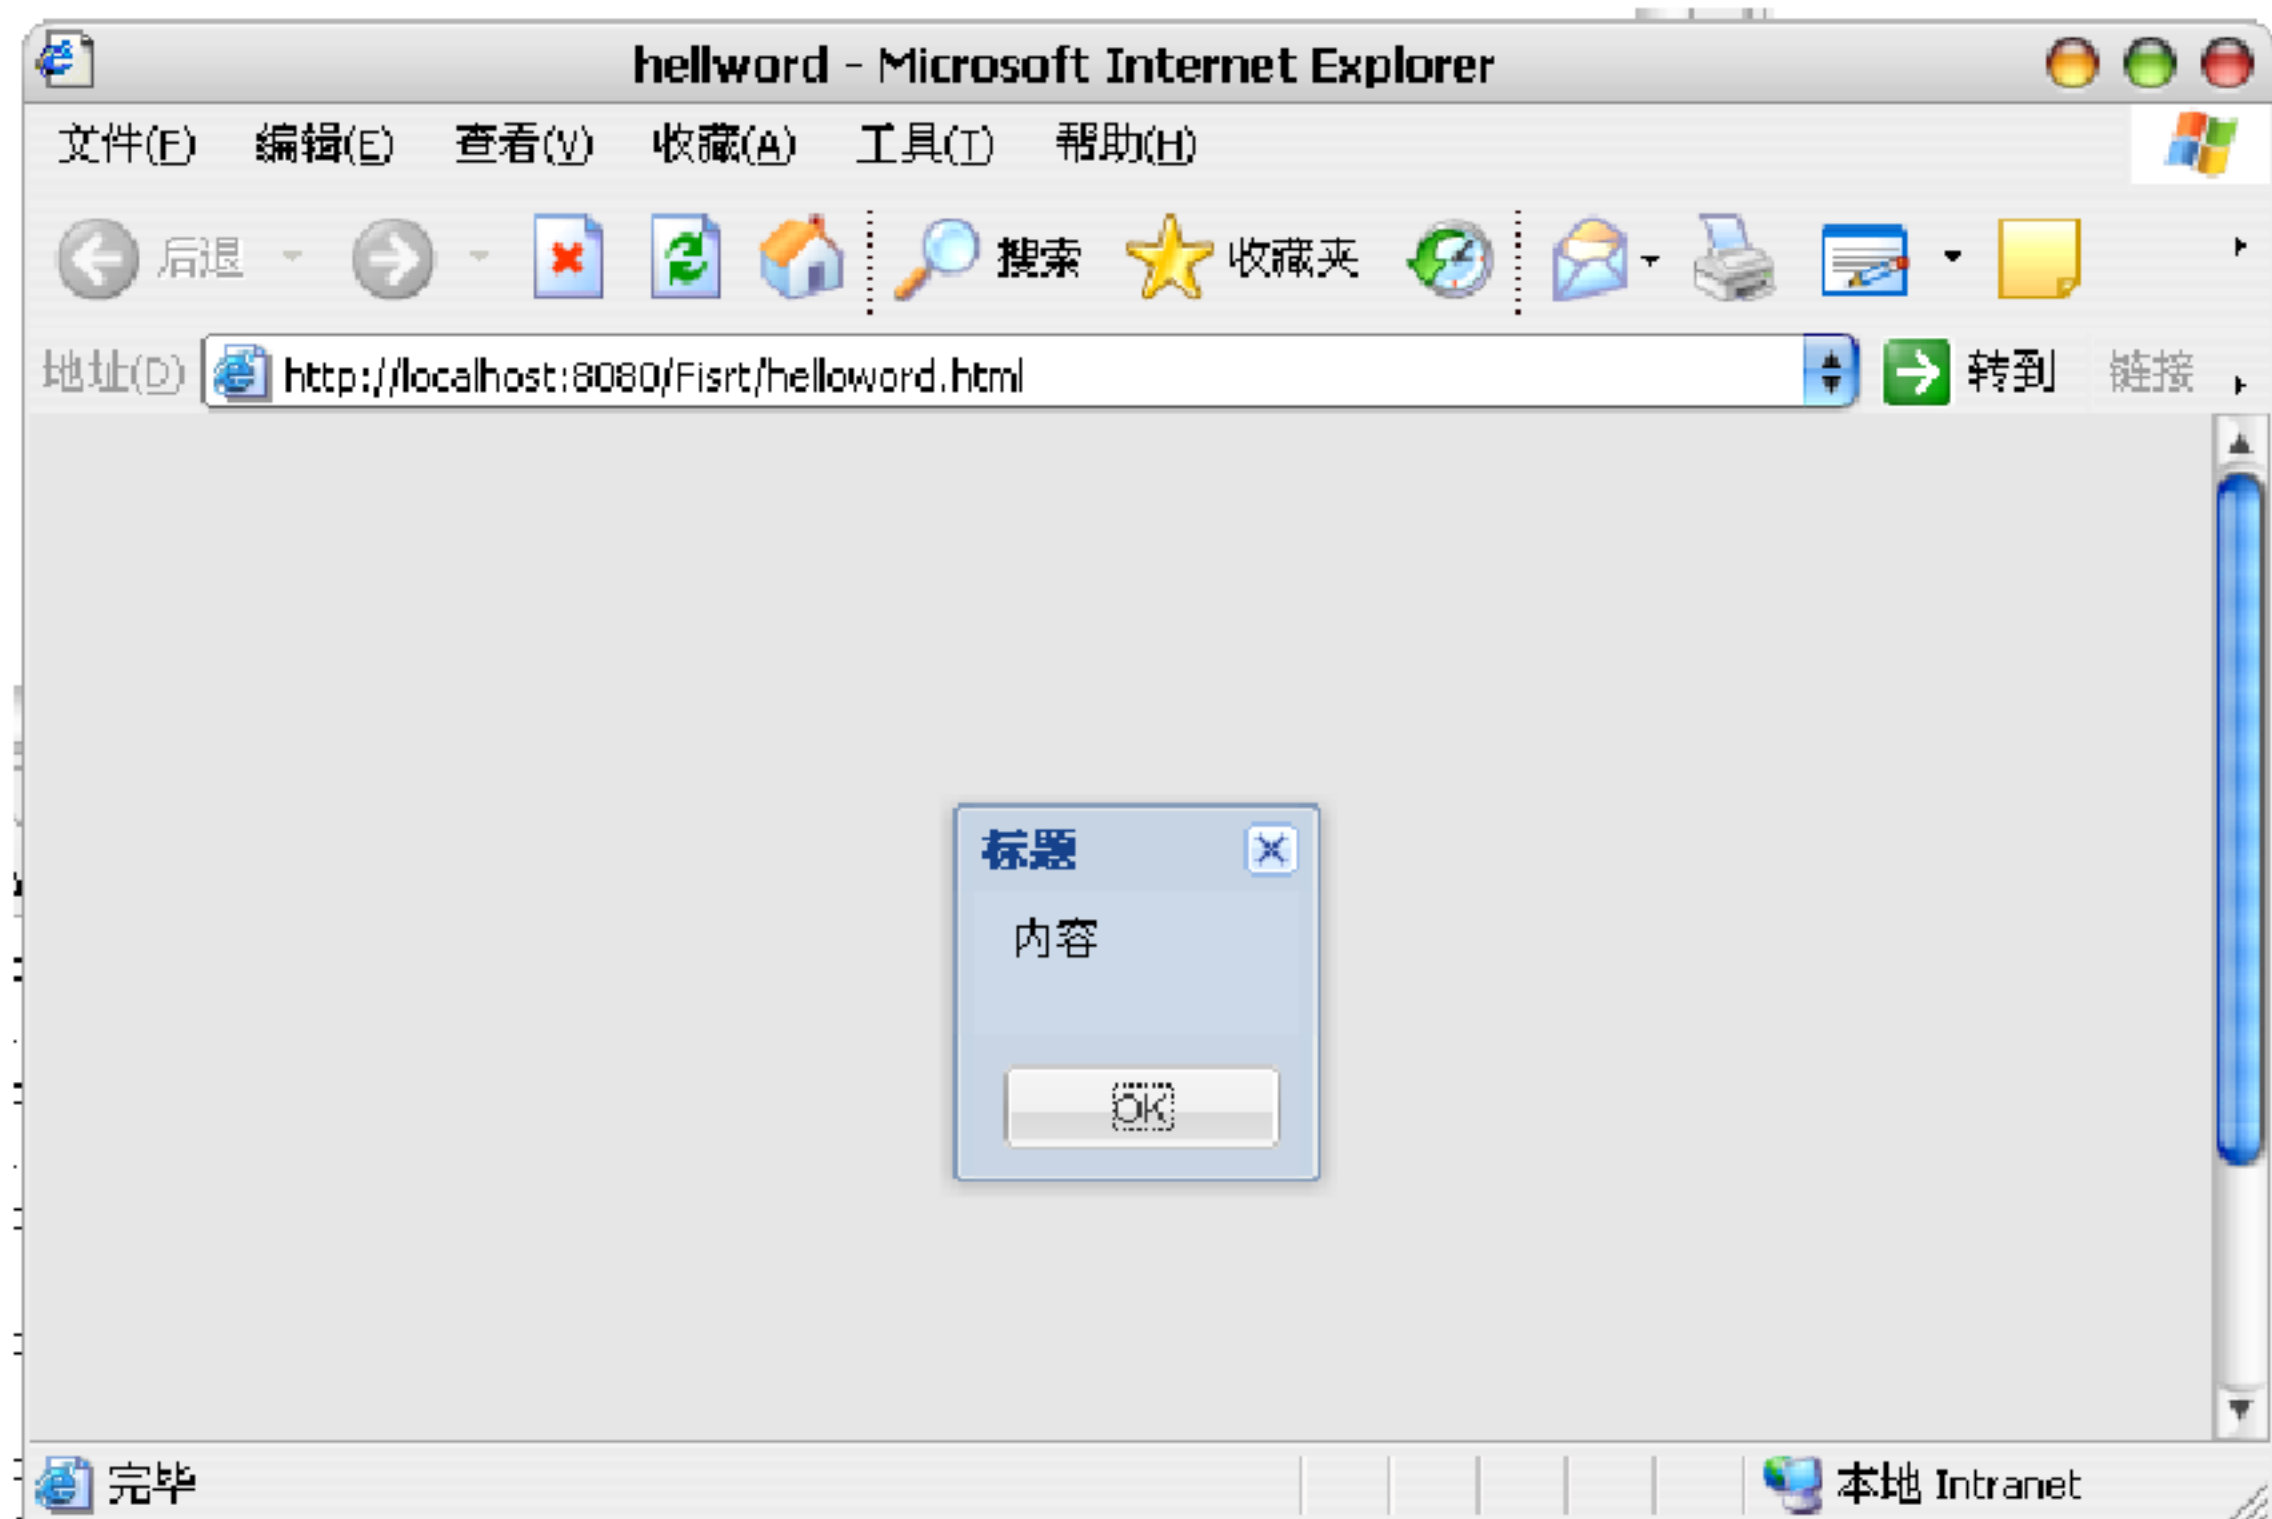 hellword - Microsoft Internet Explorer
文件(F) 编辑(E) 查看(V) 收藏(A) 工具(T) 帮助(H)
后退 搜索 收藏夹
地址(D) http://localhost:8080/Fisrt/helloword.html 转到 链接
标题
内容
OK
完毕 本地 Intranet